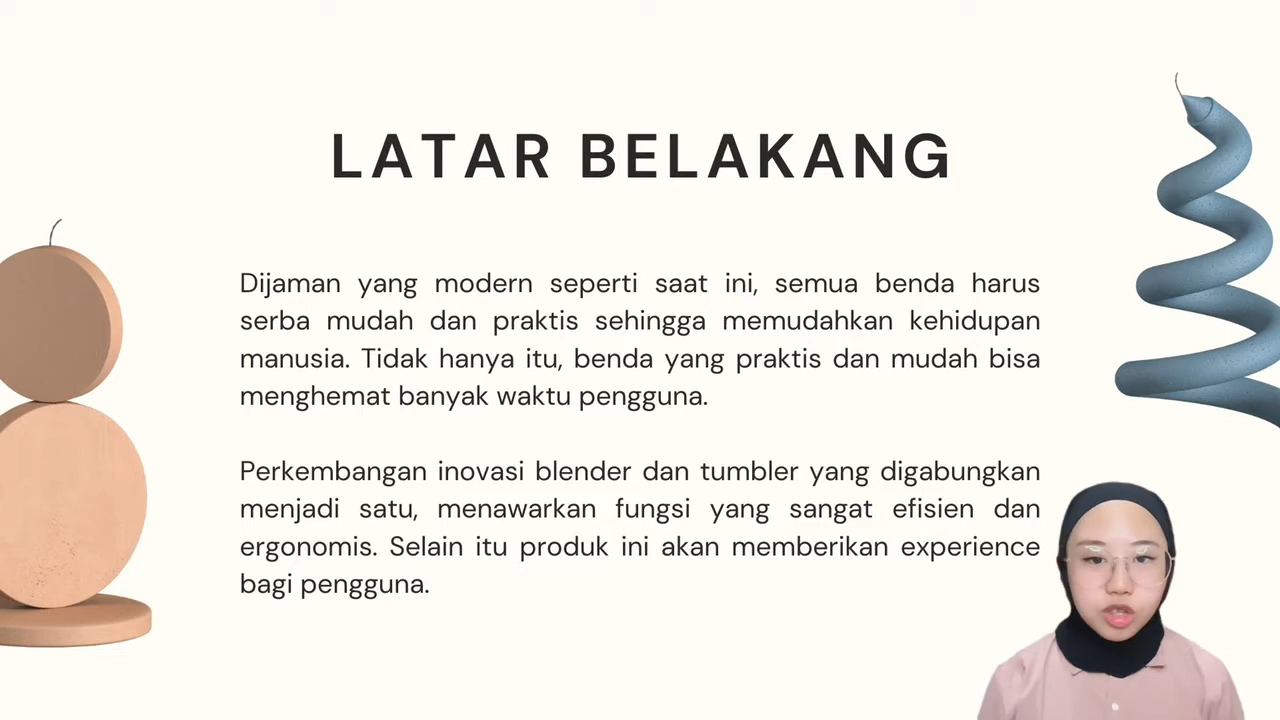 LATAR BELAKANG
Dijaman yang modern seperti saat ini, semua benda harus
serba mudah dan praktis sehingga memudahkan kehidupan
manusia. Tidak hanya itu, benda yang praktis dan mudah bisa
menghemat banyak waktu pengguna.
Perkembangan inovasi blender dan tumbler yang digabungkan
menjadi satu, menawarkan fungsi yang sangat efisien dan
ergonomis. Selain itu produk ini akan memberikan experience
bagi pengguna.